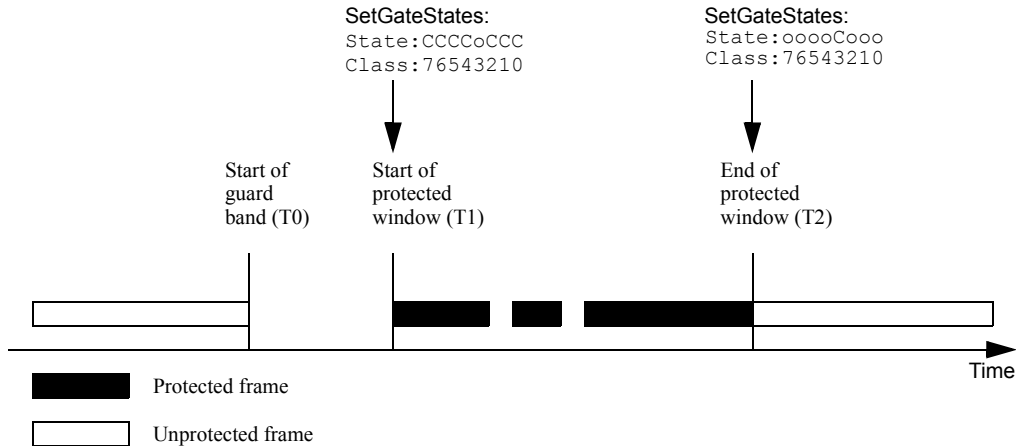 SetGateStates:
State:CCCCoCCC
Class:76543210
SetGateStates:
State:ooooCooo
Class:76543210
Start of
guard
band (T0)
Start of
protected
window (T1)
End of
protected
window (T2)
Time
Protected frame
Unprotected frame